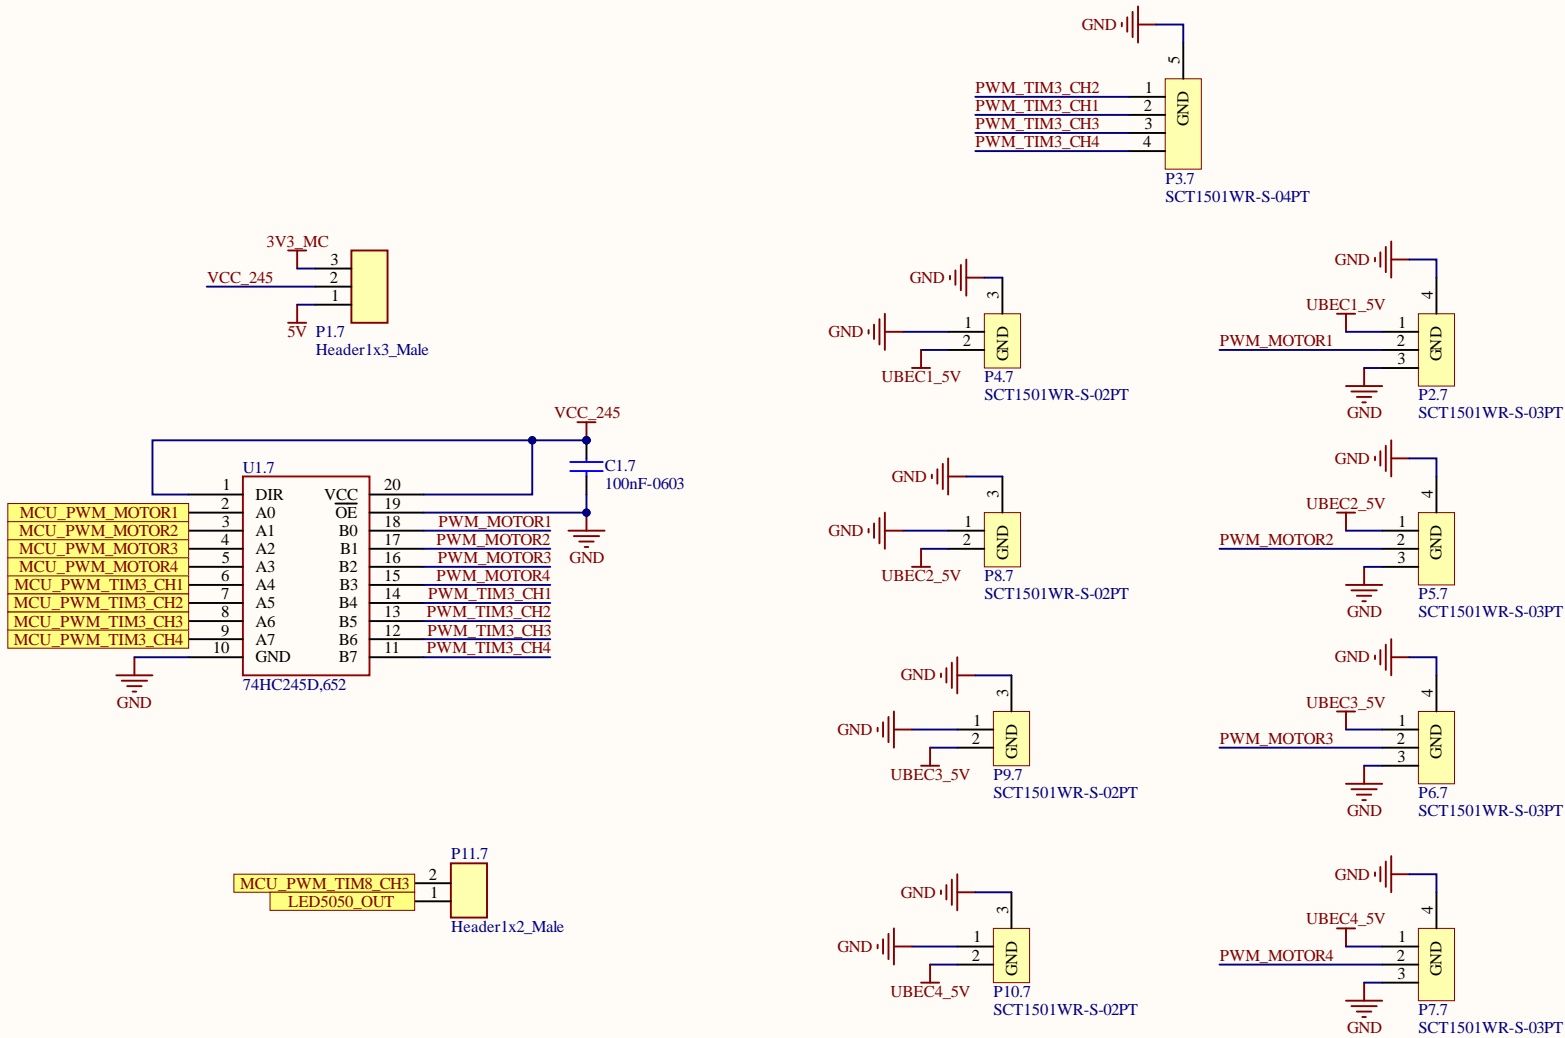 GND
5
PWM_TIM3_CH2 1
PWM_TIM3_CH1 2
PWM_TIM3_CH3 3
PWM_TIM3_CH4 4
GND
P3.7
SCT1501WR-S-04PT
3V3_MC
3
VCC_245 2
1
5V
P1.7
Header1x3_Male
GND
3
GND 1
2
GND
UBEC1_5V
P4.7
SCT1501WR-S-02PT
GND
4
UBEC1_5V
1
PWM_MOTOR1 2
3
GND
GND
P2.7
SCT1501WR-S-03PT
VCC_245
C1.7
100nF-0603
U1.7
1 DIR VCC 20
2 A0 OE 19
3 A1 B0 18
4 A2 B1 17
5 A3 B2 16
6 A4 B3 15
7 A5 B4 14
8 A6 B5 13
9 A7 B6 12
10 GND B7 11
MCU_PWM_MOTOR1
MCU_PWM_MOTOR2
MCU_PWM_MOTOR3
MCU_PWM_MOTOR4
MCU_PWM_TIM3_CH1
MCU_PWM_TIM3_CH2
MCU_PWM_TIM3_CH3
MCU_PWM_TIM3_CH4
PWM_MOTOR1
PWM_MOTOR2
PWM_MOTOR3
PWM_MOTOR4
PWM_TIM3_CH1
PWM_TIM3_CH2
PWM_TIM3_CH3
PWM_TIM3_CH4
GND
GND
74HC245D,652
GND
3
GND 1
2
GND
UBEC2_5V
P8.7
SCT1501WR-S-02PT
GND
4
UBEC2_5V
1
PWM_MOTOR2 2
3
GND
GND
P5.7
SCT1501WR-S-03PT
GND
3
GND 1
2
GND
UBEC3_5V
P9.7
SCT1501WR-S-02PT
GND
4
UBEC3_5V
1
PWM_MOTOR3 2
3
GND
GND
P6.7
SCT1501WR-S-03PT
P11.7
MCU_PWM_TIM8_CH3 2
LED5050_OUT 1
Header1x2_Male
GND
3
GND 1
2
GND
UBEC4_5V
P10.7
SCT1501WR-S-02PT
GND
4
UBEC4_5V
1
PWM_MOTOR4 2
3
GND
GND
P7.7
SCT1501WR-S-03PT